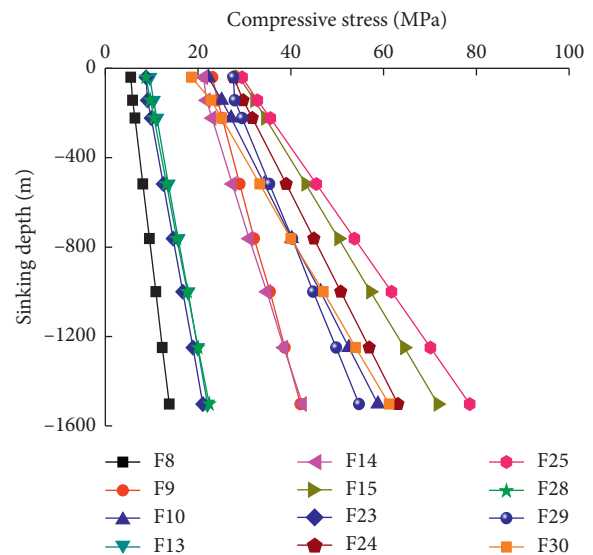 Compressive stress (MPa)
0 20 40 60 80 100
0
−400
−800
−1200
−1600
Sinking depth (m)
F8 F14 F25
F9 F15 F28
F10 F23 F29
F13 F24 F30